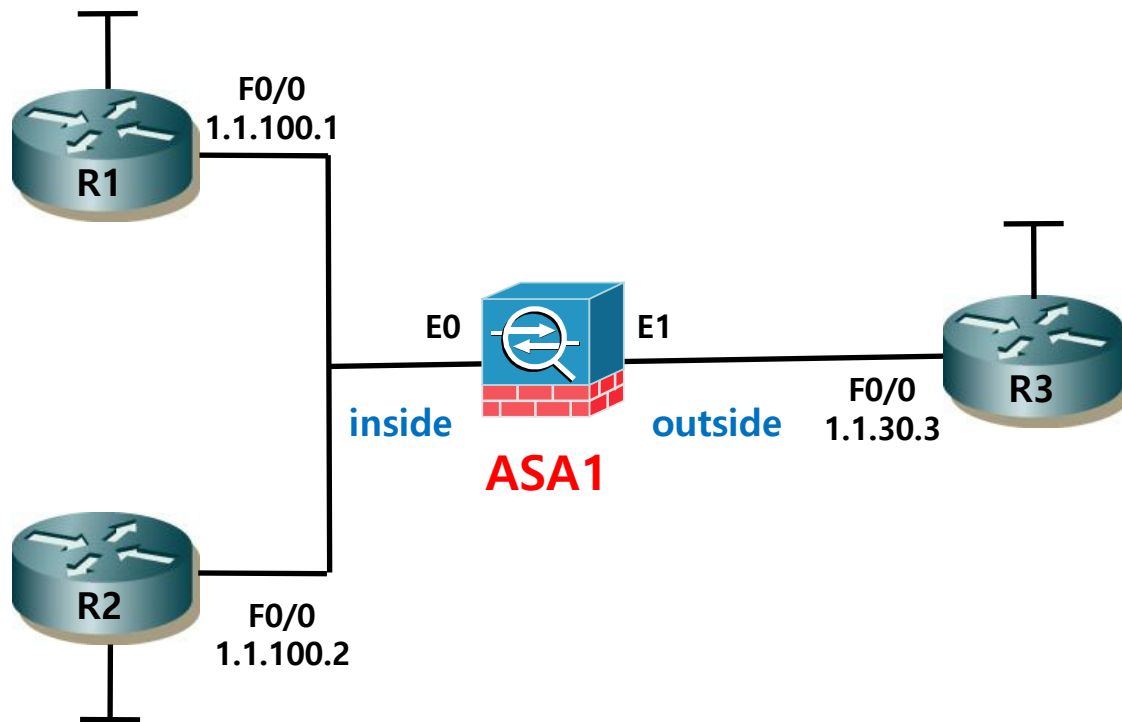 F0/0
1.1.100.1
R1
E0
E1
inside
outside
ASA1
F0/0
1.1.30.3
R3
R2
F0/0
1.1.100.2